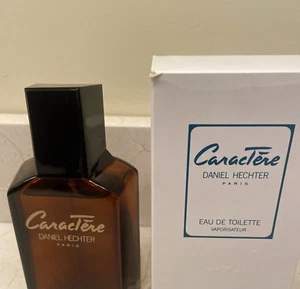 Caractère
DANIEL HECHTER
PARIS
Caractère
DANIEL HECHTER
PARIS
EAU DE TOILETTE
VAPORISATEUR